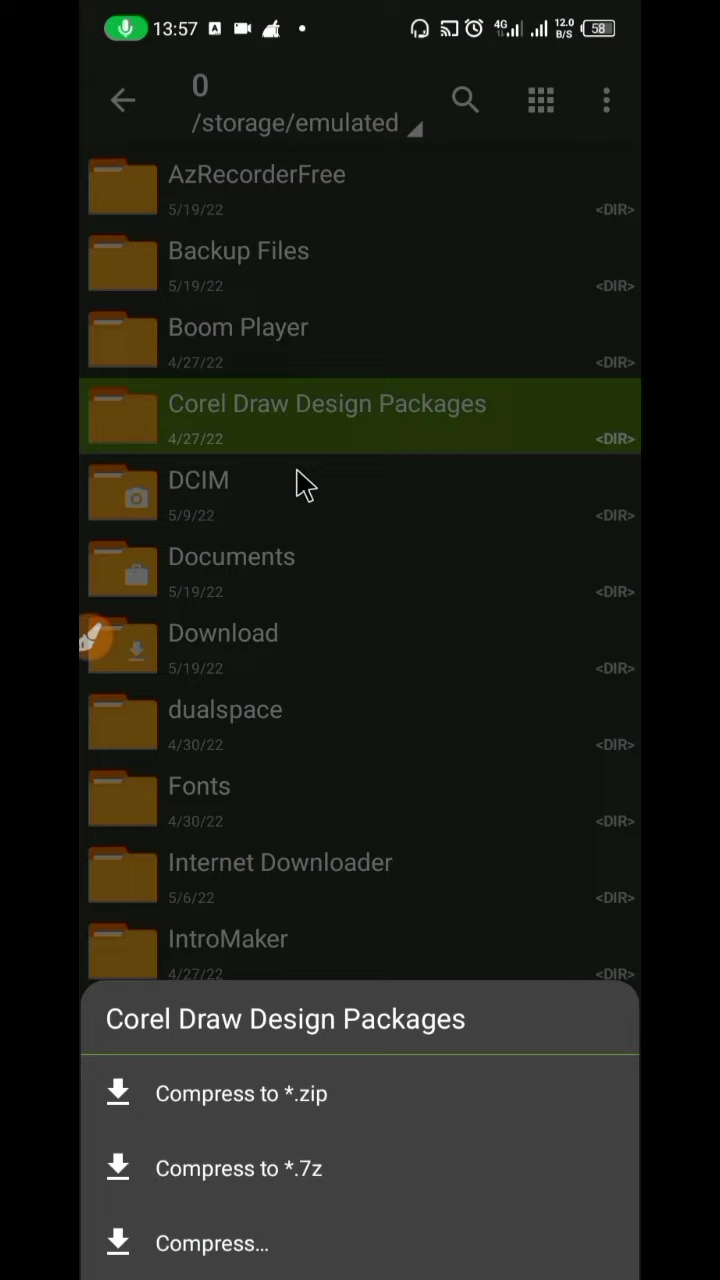 13:57 A 4G 12.0 B/S 58
0
/storage/emulated
AzRecorderFree
5/19/22 <DIR>
Backup Files
5/19/22 <DIR>
Boom Player
4/27/22 <DIR>
Corel Draw Design Packages
4/27/22 <DIR>
DCIM
5/9/22 <DIR>
Documents
5/19/22 <DIR>
Download
5/19/22 <DIR>
dualspace
4/30/22 <DIR>
Fonts
4/30/22 <DIR>
Internet Downloader
5/6/22 <DIR>
IntroMaker
4/27/22 <DIR>
Corel Draw Design Packages
Compress to *.zip
Compress to *.7z
Compress...